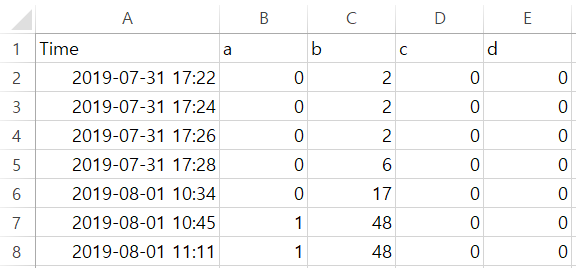 A B C D E
1 Time a b c d
2 2019-07-31 17:22 0 2 0 0
3 2019-07-31 17:24 0 2 0 0
4 2019-07-31 17:26 0 2 0 0
5 2019-07-31 17:28 0 6 0 0
6 2019-08-01 10:34 0 17 0 0
7 2019-08-01 10:45 1 48 0 0
8 2019-08-01 11:11 1 48 0 0